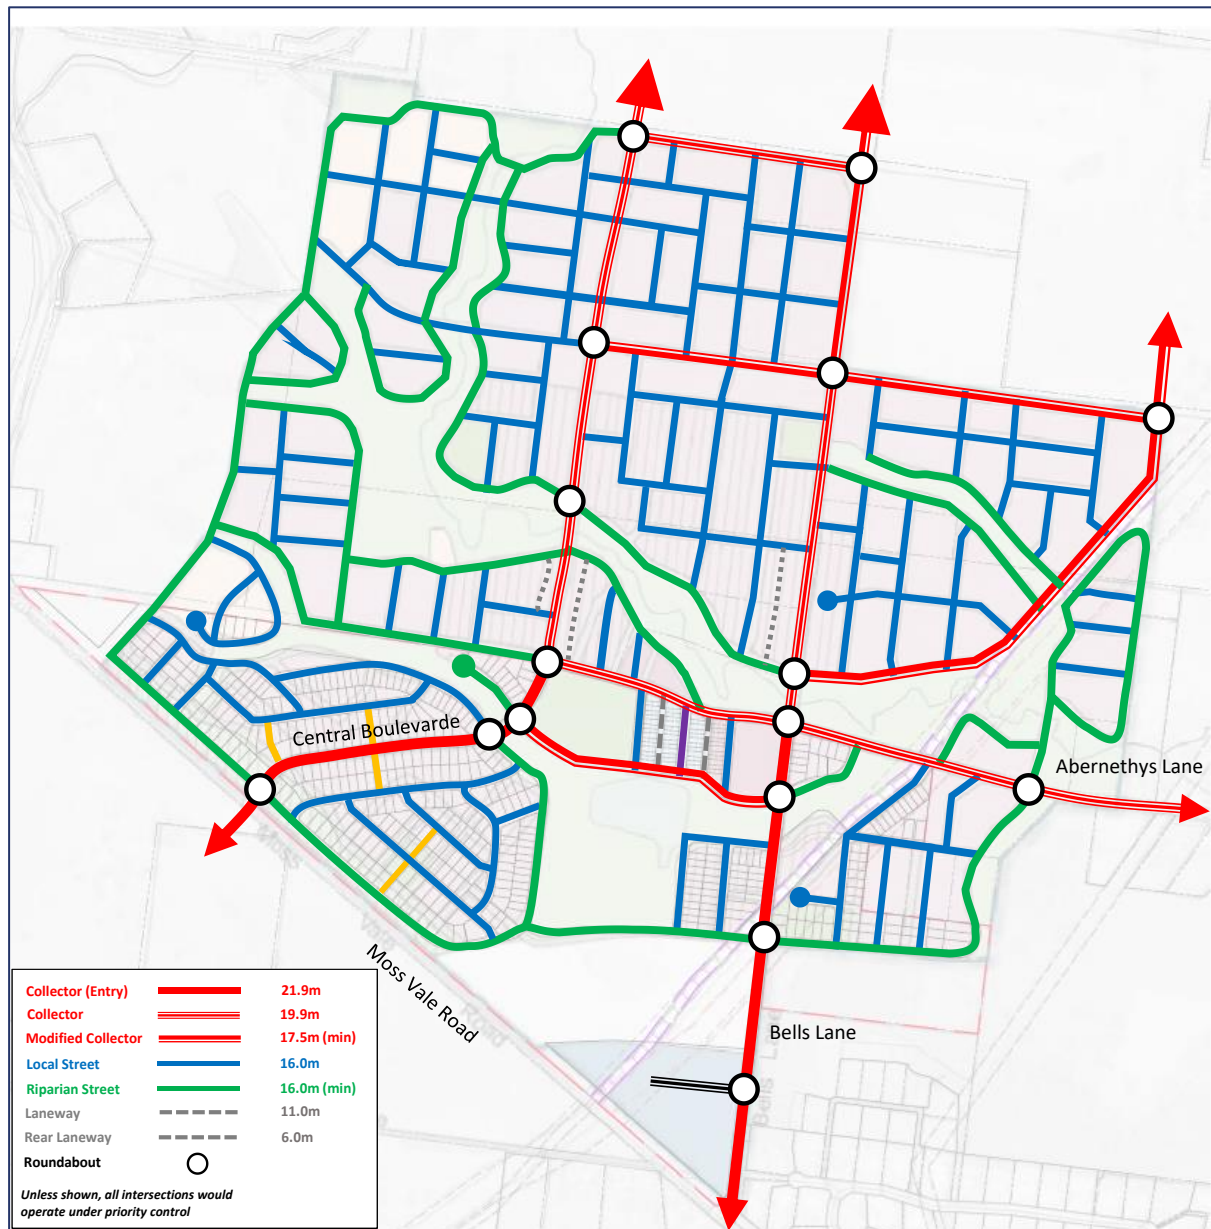 Central Boulevarde
Abernethys Lane
Moss Vale Road
Bells Lane
Collector (Entry) 21.9m
Collector 19.9m
Modified Collector 17.5m (min)
Local Street 16.0m
Riparian Street 16.0m (min)
Laneway 11.0m
Rear Laneway 6.0m
Roundabout
Unless shown, all intersections would
operate under priority control